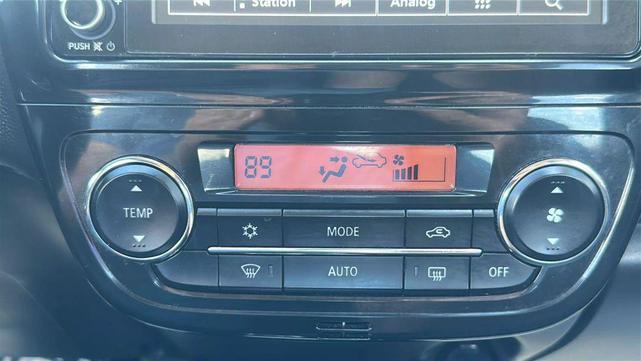 Station
Analog
PUSH
89
TEMP
MODE
AUTO
OFF